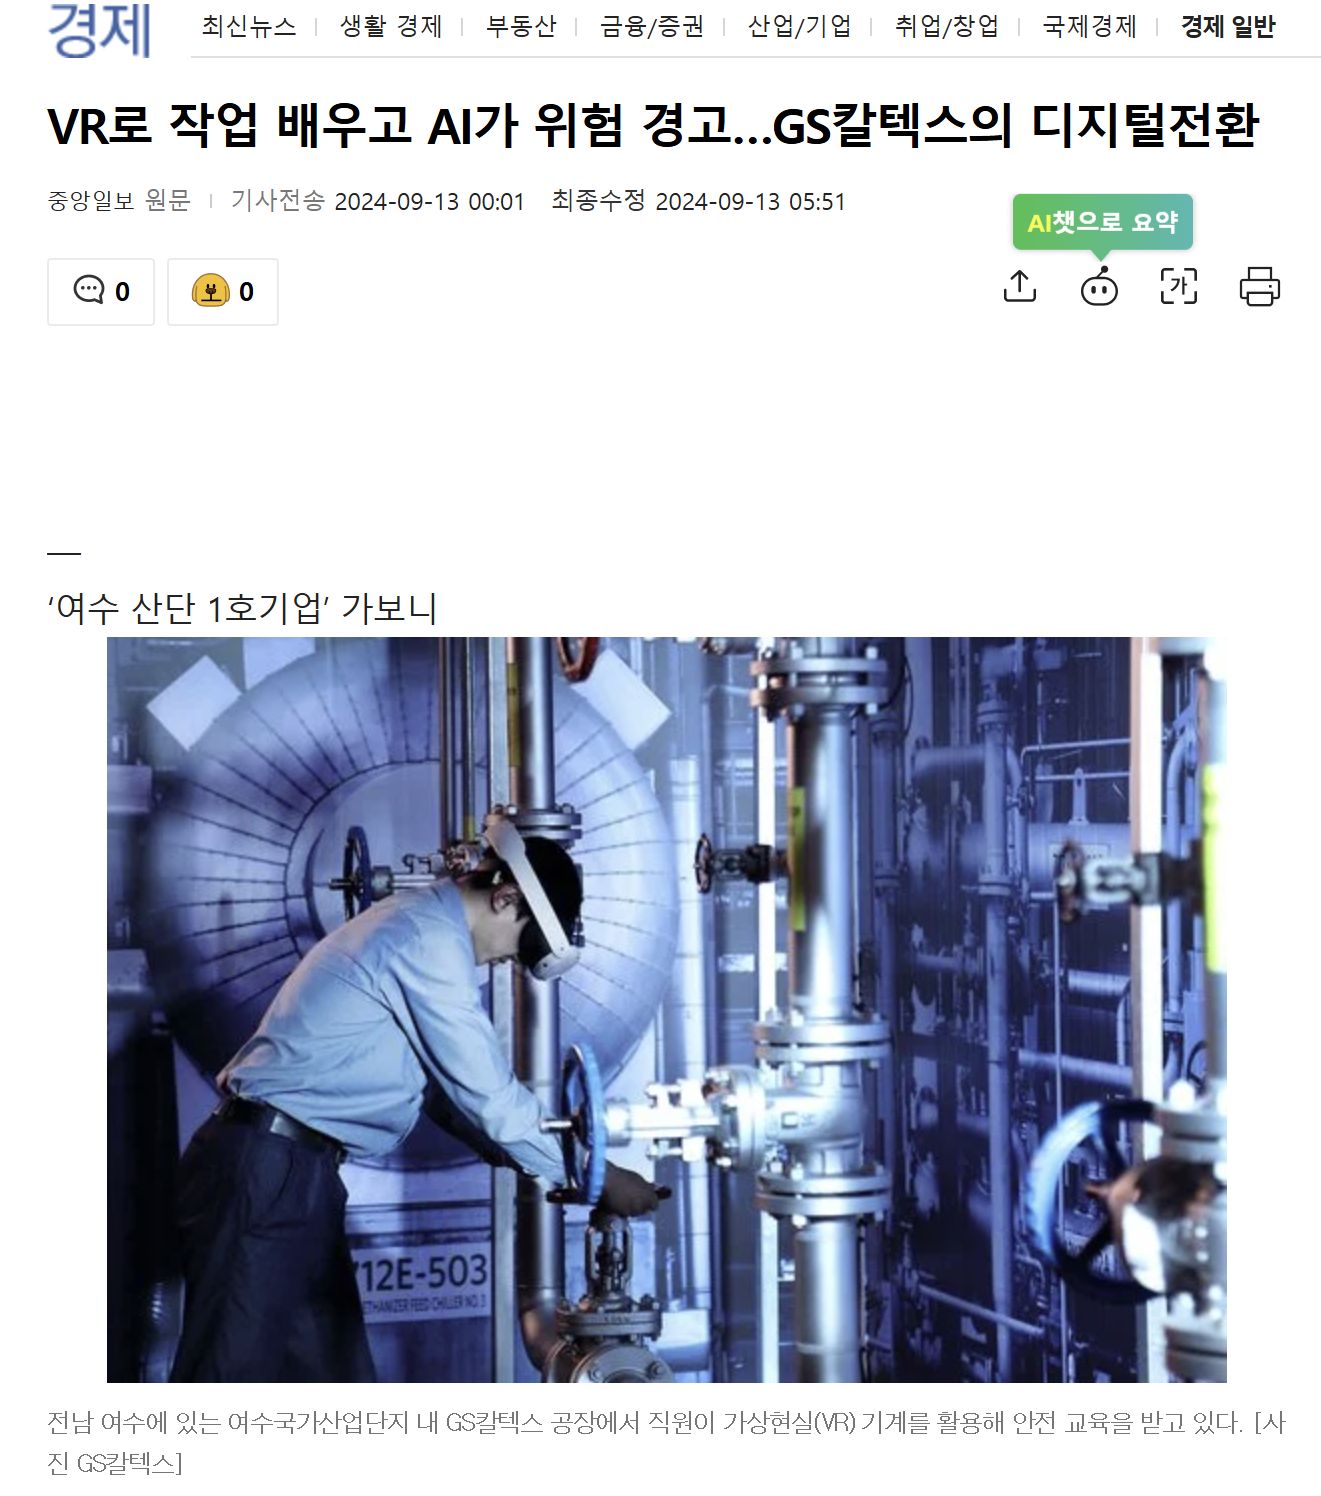 경제
최신뉴스 생활 경제 부동산 금융/증권 산업/기업 취업/창업 국제경제 경제 일반
VR로 작업 배우고 AI가 위험 경고…GS칼텍스의 디지털전환
중앙일보 원문 기사전송 2024-09-13 00:01 최종수정 2024-09-13 05:51
AI챗으로 요약
0 0
가
‘여수 산단 1호기업’ 가보니
712E-503
ETHANIZER FEED CHILLER NO. 3
전남 여수에 있는 여수국가산업단지 내 GS칼텍스 공장에서 직원이 가상현실(VR) 기계를 활용해 안전 교육을 받고 있다. [사
진 GS칼텍스]